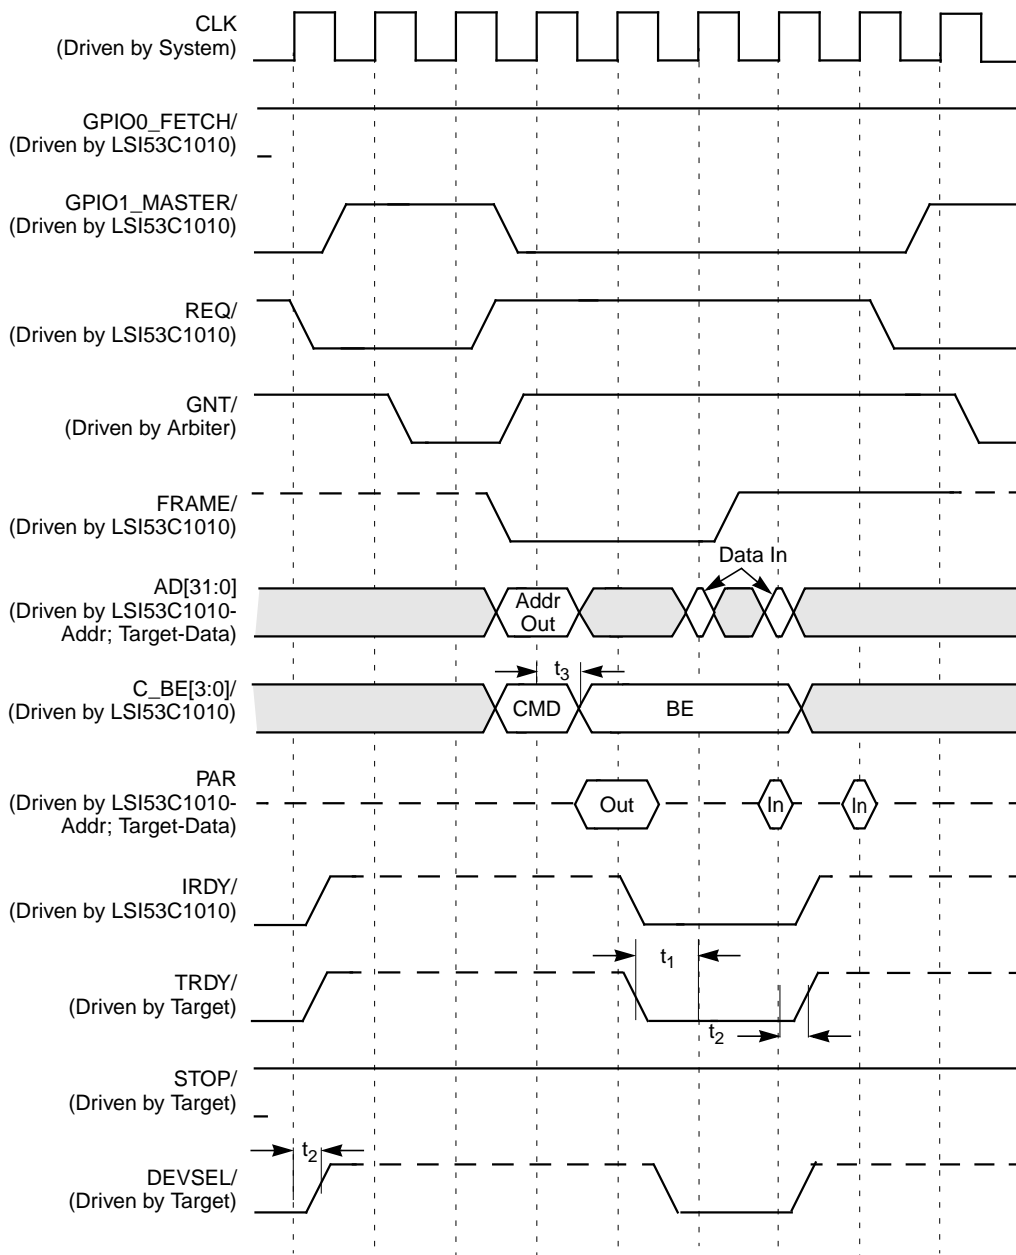 CLK
(Driven by System)
GPIO0_FETCH/
(Driven by LSI53C1010)
GPIO1_MASTER/
(Driven by LSI53C1010)
REQ/
(Driven by LSI53C1010)
GNT/
(Driven by Arbiter)
FRAME/
(Driven by LSI53C1010)
Data In
AD[31:0]
(Driven by LSI53C1010-
Addr; Target-Data)
Addr
Out
t3
C_BE[3:0]/
(Driven by LSI53C1010)
CMD
BE
PAR
(Driven by LSI53C1010-
Addr; Target-Data)
Out
In
In
IRDY/
(Driven by LSI53C1010)
t1
TRDY/
(Driven by Target)
t2
STOP/
(Driven by Target)
t2
DEVSEL/
(Driven by Target)